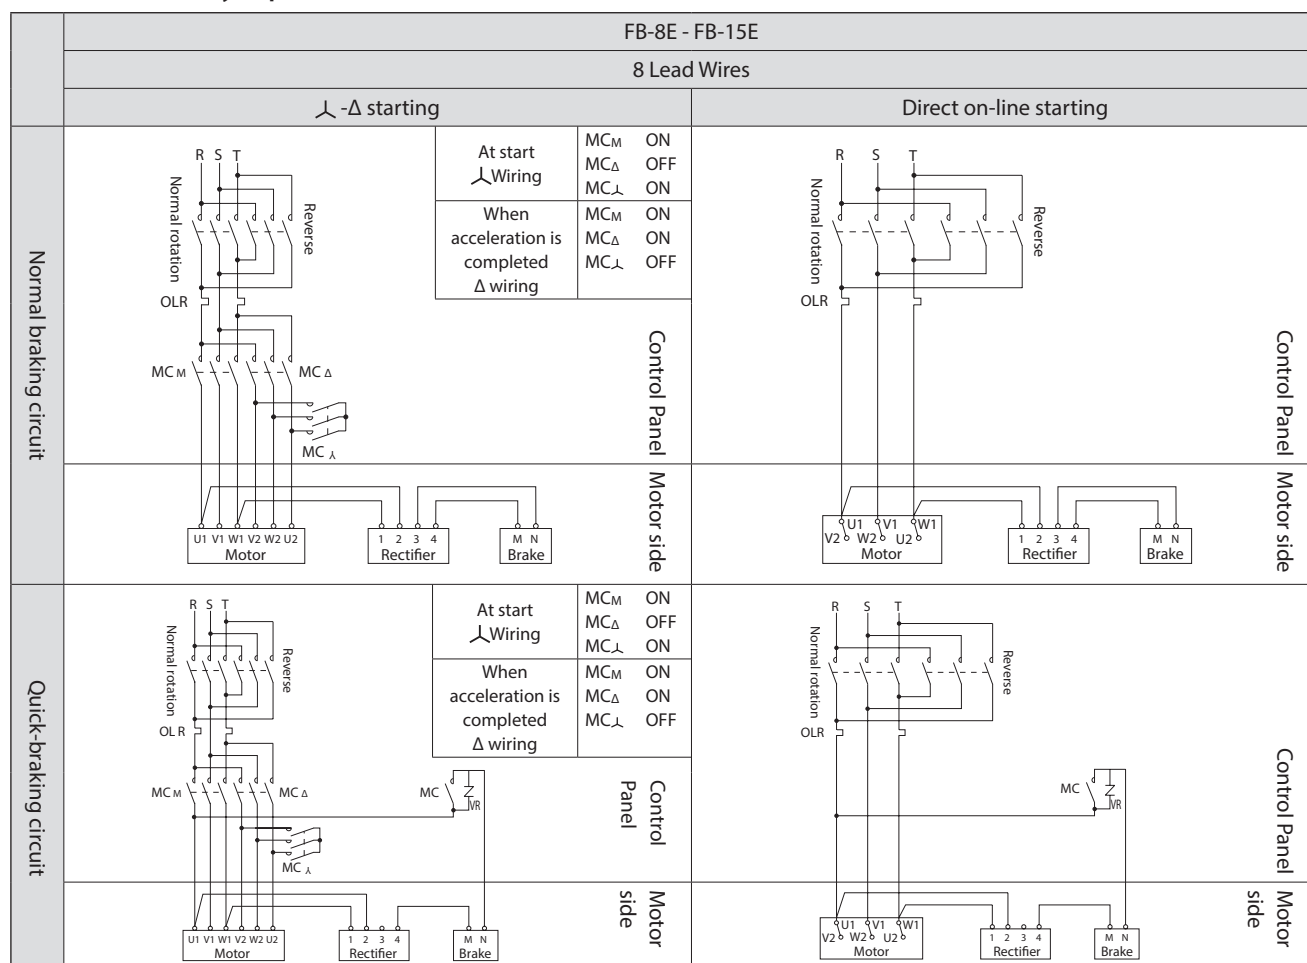 FB-8E - FB-15E
8 Lead Wires
-Δ starting
Direct on-line starting
Normal braking circuit
R S T
Normal rotation
Reverse
OLR
MC M
MC Δ
MC ⅄
At start
⅄Wiring
MCM ON
MCΔ OFF
MC⅄ ON
When
acceleration is
completed
Δ wiring
MCM ON
MCΔ ON
MC⅄ OFF
Control Panel
R S T
Normal rotation
Reverse
OLR
Control Panel
U1 V1 W1 V2 W2 U2
Motor
1 2 3 4
Rectifier
M N
Brake
Motor side
U1 V1 W1
V2 W2 U2
Motor
1 2 3 4
Rectifier
M N
Brake
Motor side
Quick-braking circuit
R S T
Normal rotation
Reverse
OL R
MC M
MC Δ
MC ⅄
MC
VR
At start
⅄Wiring
MCM ON
MCΔ OFF
MC⅄ ON
When
acceleration is
completed
Δ wiring
MCM ON
MCΔ ON
MC⅄ OFF
Control
Panel
R S T
Normal rotation
Reverse
OLR
MC
VR
Control Panel
U1 V1 W1 V2 W2 U2
Motor
1 2 3 4
Rectifier
M N
Brake
Motor
side
U1 V1 W1
V2 W2 U2
Motor
1 2 3 4
Rectifier
M N
Brake
Motor
side